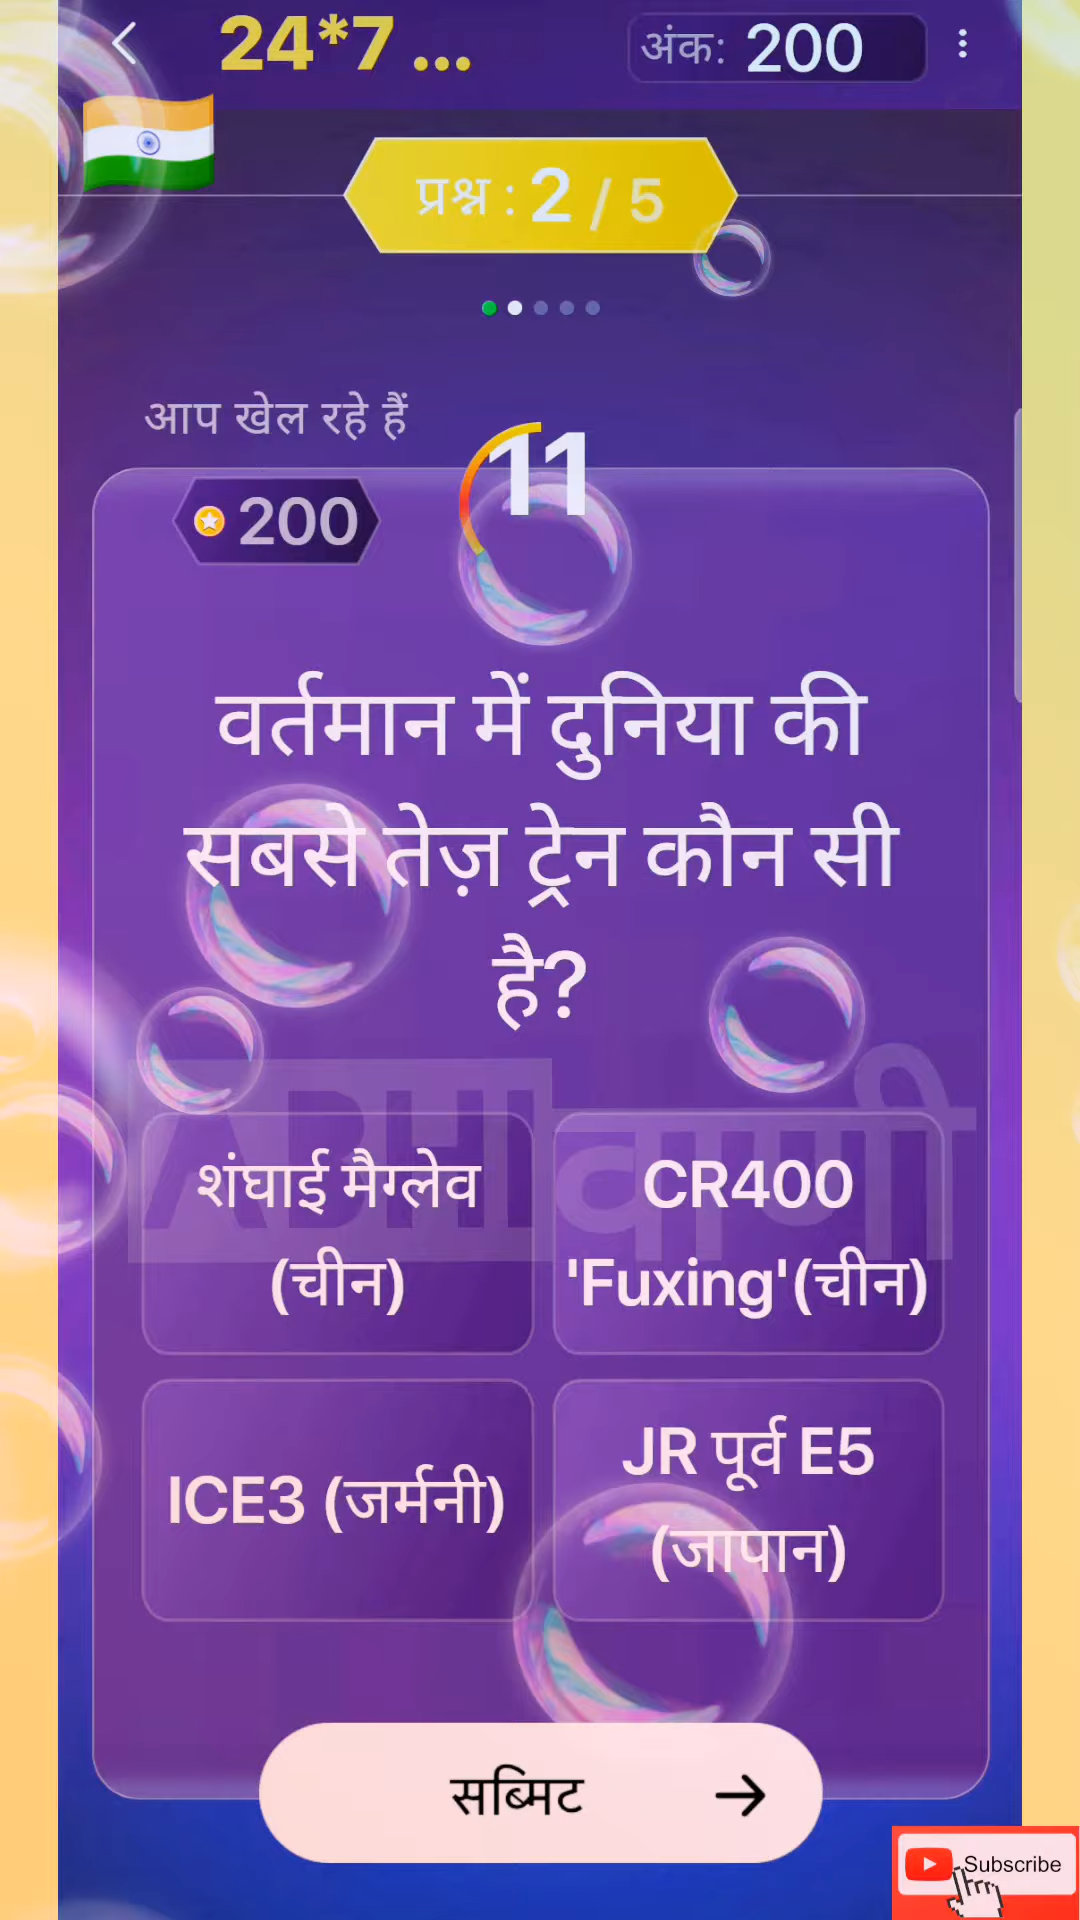 24*7 ...
अंक: 200
प्रश्न : 2 / 5
आप खेल रहे हैं
11
200
वर्तमान में दुनिया की
सबसे तेज़ ट्रेन कौन सी
है?
ABHIवाणी
शंघाई मैग्लेव
(चीन)
CR400
'Fuxing'(चीन)
ICE3 (जर्मनी)
JR पूर्व E5
(जापान)
सब्मिट
Subscribe